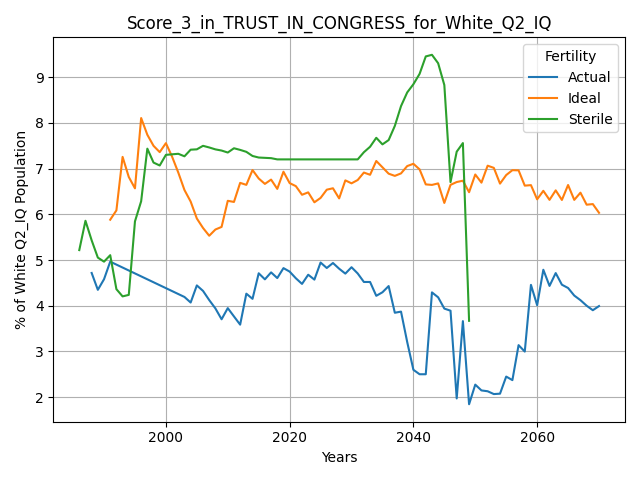 Score_3_in_TRUST_IN_CONGRESS_for_White_Q2_IQ
Fertility
Actual
Ideal
Sterile
% of White Q2_IQ Population
9
8
7
6
5
4
3
2
2000 2020 2040 2060
Years